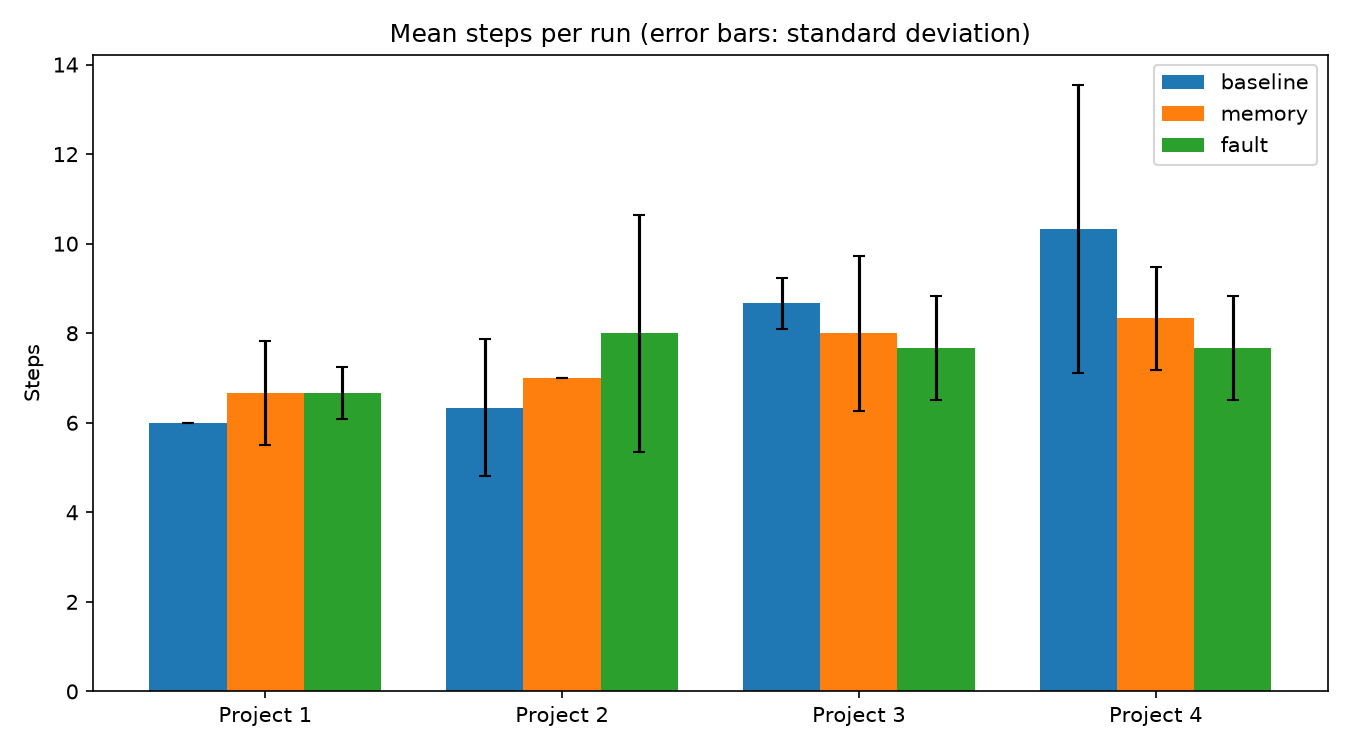 Mean steps per run (error bars: standard deviation)
14
12
10
8
6
4
2
0
Steps
baseline
memory
fault
Project 1
Project 2
Project 3
Project 4